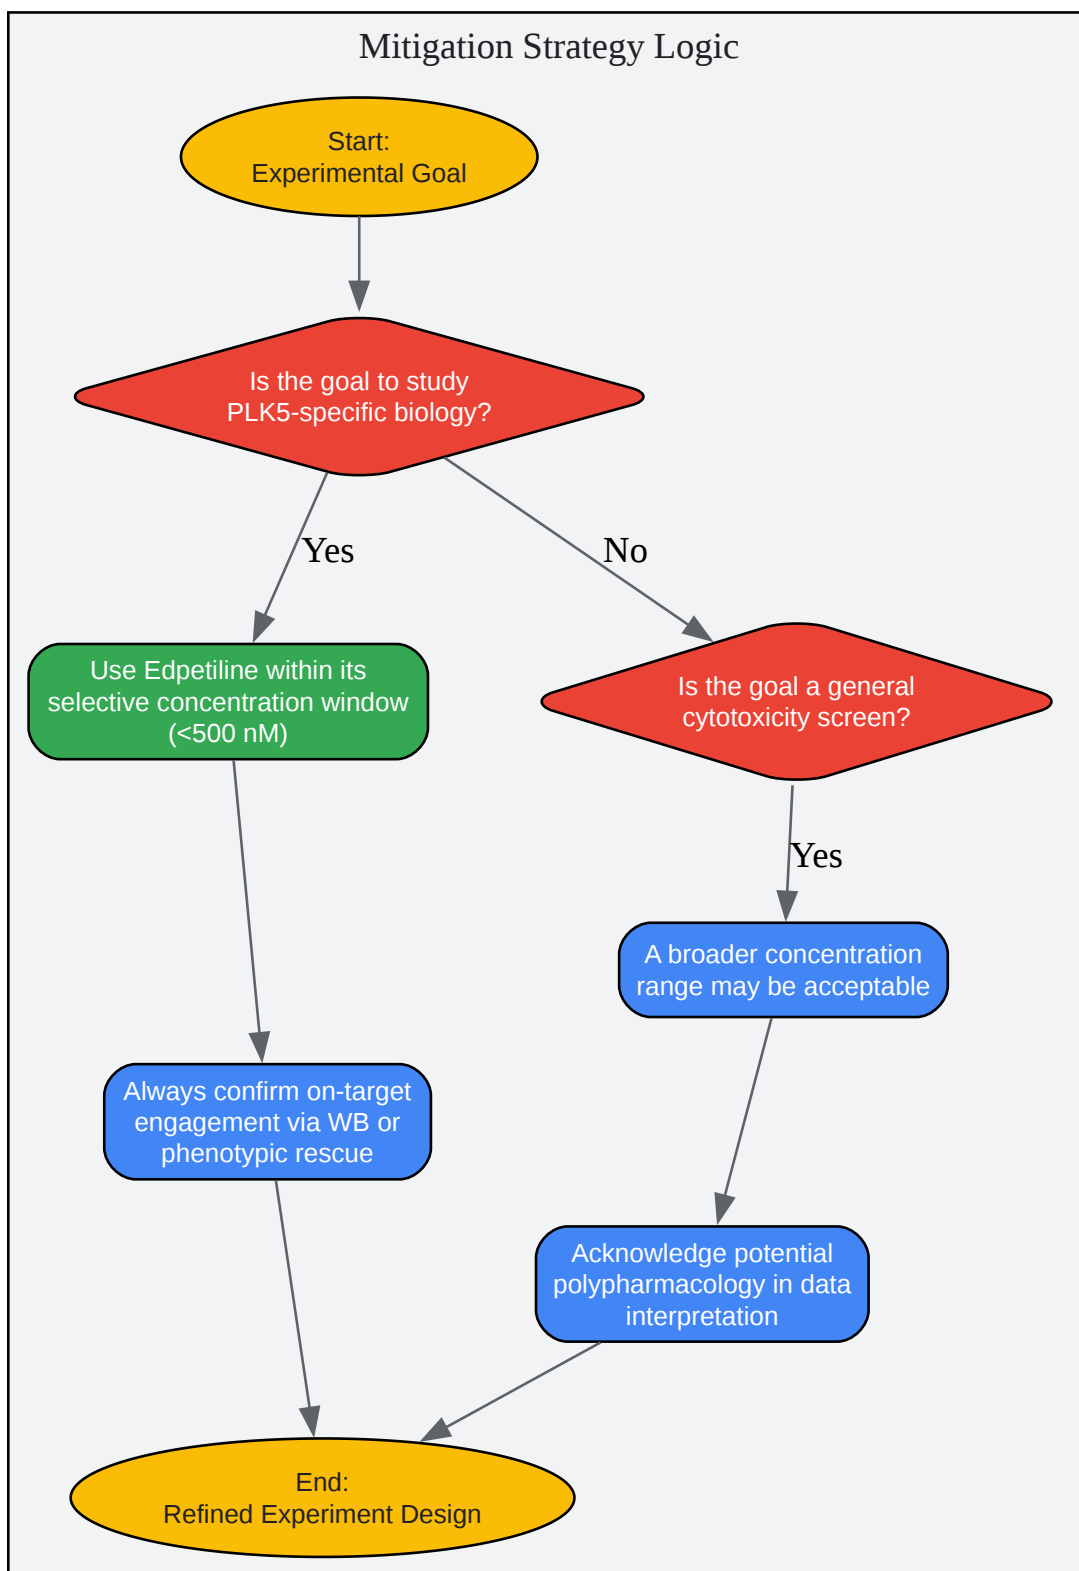 Mitigation Strategy Logic
Start:
Experimental Goal
Is the goal to study
PLK5-specific biology?
Yes
No
Use Edpetiline within its
selective concentration window
(<500 nM)
Is the goal a general
cytotoxicity screen?
Yes
A broader concentration
range may be acceptable
Always confirm on-target
engagement via WB or
phenotypic rescue
Acknowledge potential
polypharmacology in data
interpretation
End:
Refined Experiment Design